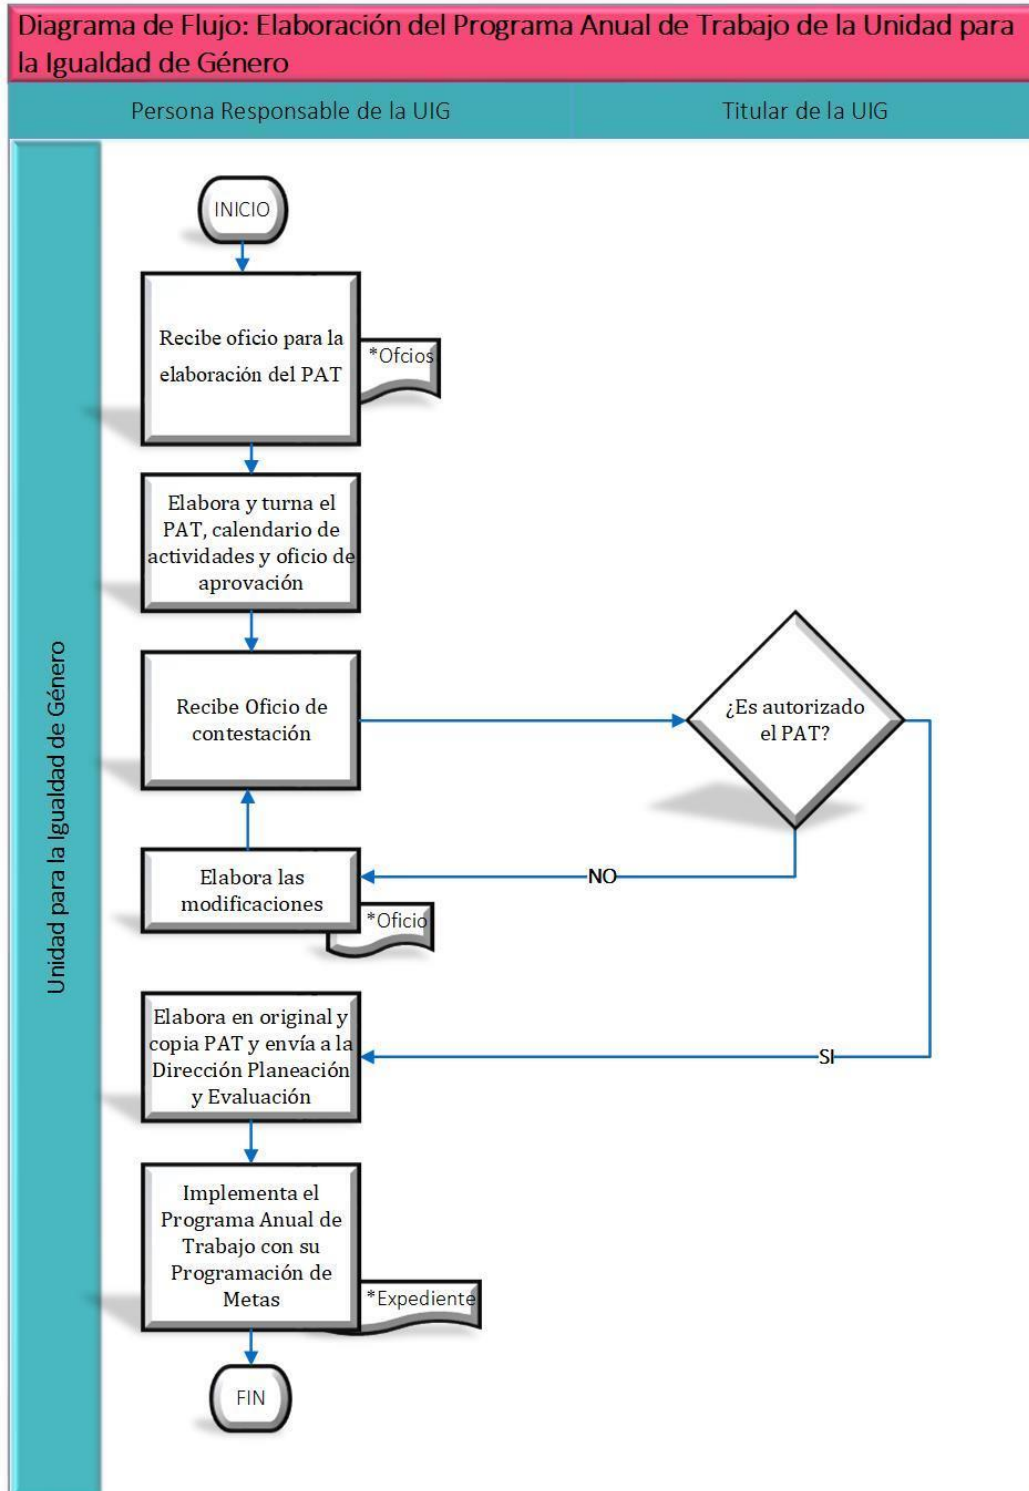 Diagrama de Flujo: Elaboración del Programa Anual de Trabajo de la Unidad para
la Igualdad de Género
Persona Responsable de la UIG
Titular de la UIG
Unidad para la Igualdad de Género
INICIO
Recibe oficio para la
elaboración del PAT
*Ofcios
Elabora y turna el
PAT, calendario de
actividades y oficio de
aprovación
Recibe Oficio de
contestación
¿Es autorizado
el PAT?
Elabora las
modificaciones
NO
*Oficio
Elabora en original y
copia PAT y envía a la
Dirección Planeación
y Evaluación
SI
Implementa el
Programa Anual de
Trabajo con su
Programación de
Metas
*Expediente
FIN